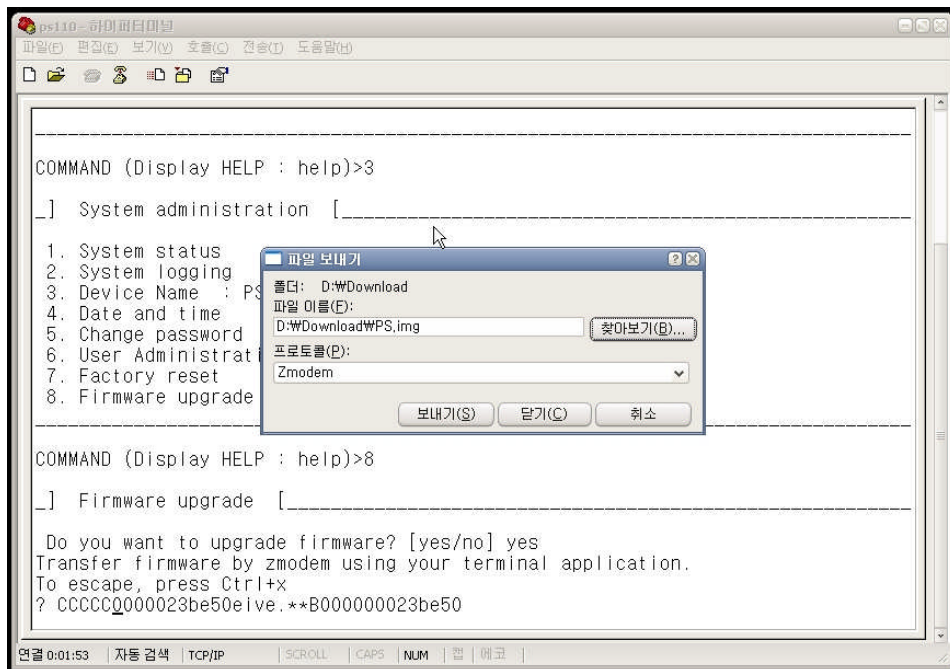 ps110 - 하이퍼터미널
파일(F) 편집(E) 보기(V) 호출(C) 전송(T) 도움말(H)
COMMAND (Display HELP : help)>3
_] System administration [
1. System status
2. System logging
3. Device Name : PS
4. Date and time
5. Change password
6. User Administrati
7. Factory reset
8. Firmware upgrade
파일 보내기
폴더: D:₩Download
파일 이름(F):
D:₩Download₩PS.img
찾아보기(B)...
프로토콜(P):
Zmodem
보내기(S) 닫기(C) 취소
COMMAND (Display HELP : help)>8
_] Firmware upgrade [
Do you want to upgrade firmware? [yes/no] yes
Transfer firmware by zmodem using your terminal application.
To escape, press Ctrl+x
? CCCCC0000023be50eive.**B000000023be50
연결 0:01:53 자동 검색 TCP/IP SCROLL CAPS NUM 캡 에코